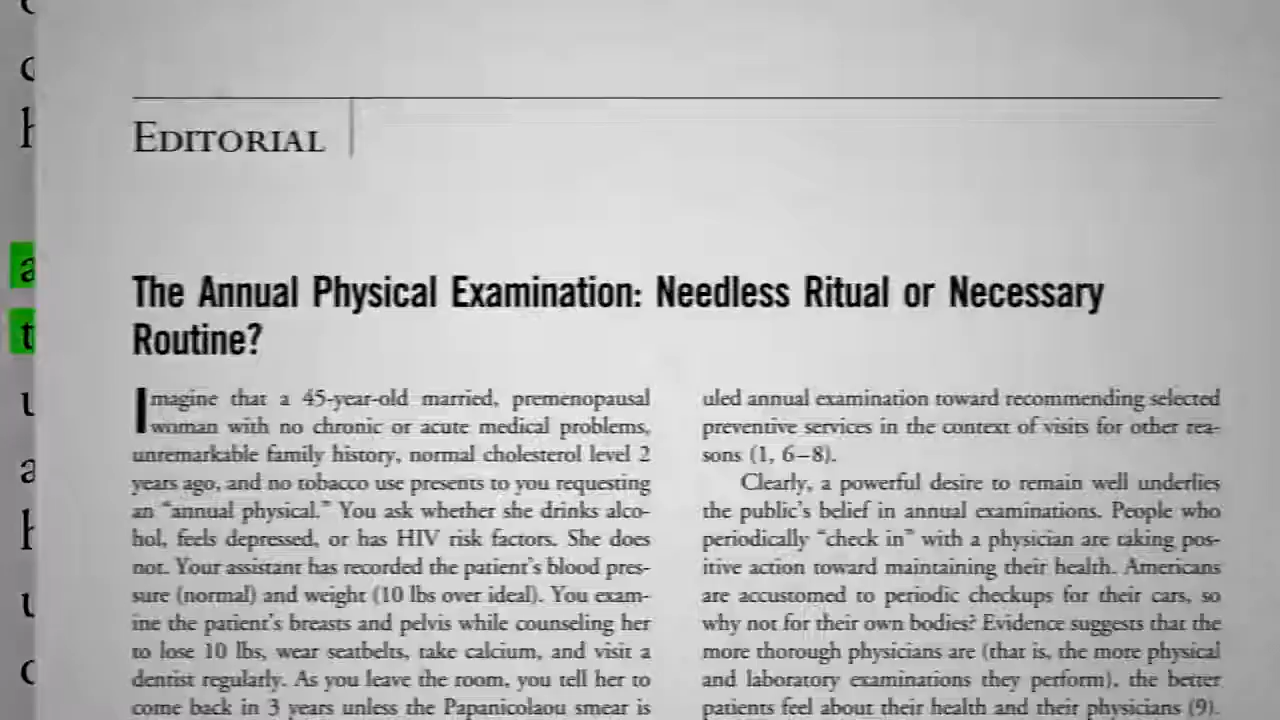 EDITORIAL
The Annual Physical Examination: Needless Ritual or Necessary
Routine?
Imagine that a 45-year-old married, premenopausal
woman with no chronic or acute medical problems,
unremarkable family history, normal cholesterol level 2
years ago, and no tobacco use presents to you requesting
an “annual physical.” You ask whether she drinks alco-
hol, feels depressed, or has HIV risk factors. She does
not. Your assistant has recorded the patient’s blood pres-
sure (normal) and weight (10 lbs over ideal). You exam-
ine the patient’s breasts and pelvis while counseling her
to lose 10 lbs, wear seatbelts, take calcium, and visit a
dentist regularly. As you leave the room, you tell her to
come back in 3 years unless the Papanicolaou smear is
uled annual examination toward recommending selected
preventive services in the context of visits for other rea-
sons (1, 6–8).
Clearly, a powerful desire to remain well underlies
the public’s belief in annual examinations. People who
periodically “check in” with a physician are taking pos-
itive action toward maintaining their health. Americans
are accustomed to periodic checkups for their cars, so
why not for their own bodies? Evidence suggests that the
more thorough physicians are (that is, the more physical
and laboratory examinations they perform), the better
patients feel about their health and their physicians (9).